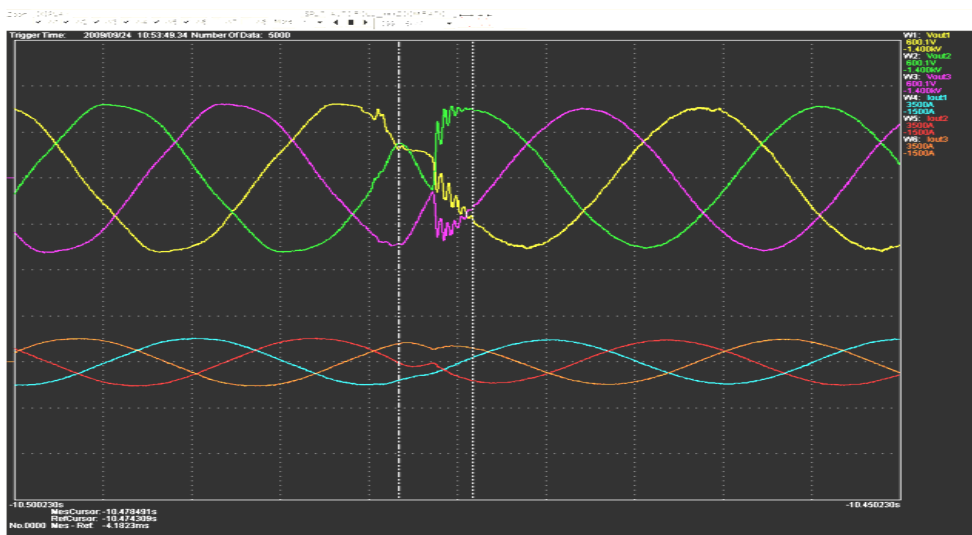 Trigger Time: 2009/09/24 10:53:49.34 Number Of Data: 5000
W1: Vout1
600.1V
-1.400kV
W2: Vout2
600.1V
-1.400kV
W3: Vout3
600.1V
-1.400kV
W4: Iout1
3500A
-1500A
W5: Iout2
3500A
-1500A
W6: Iout3
3500A
-1500A
-10.500230s
-10.450230s
MesCursor: -10.478491s
RefCursor: -10.474309s
No.0000 Mes - Ref: -4.1823ms